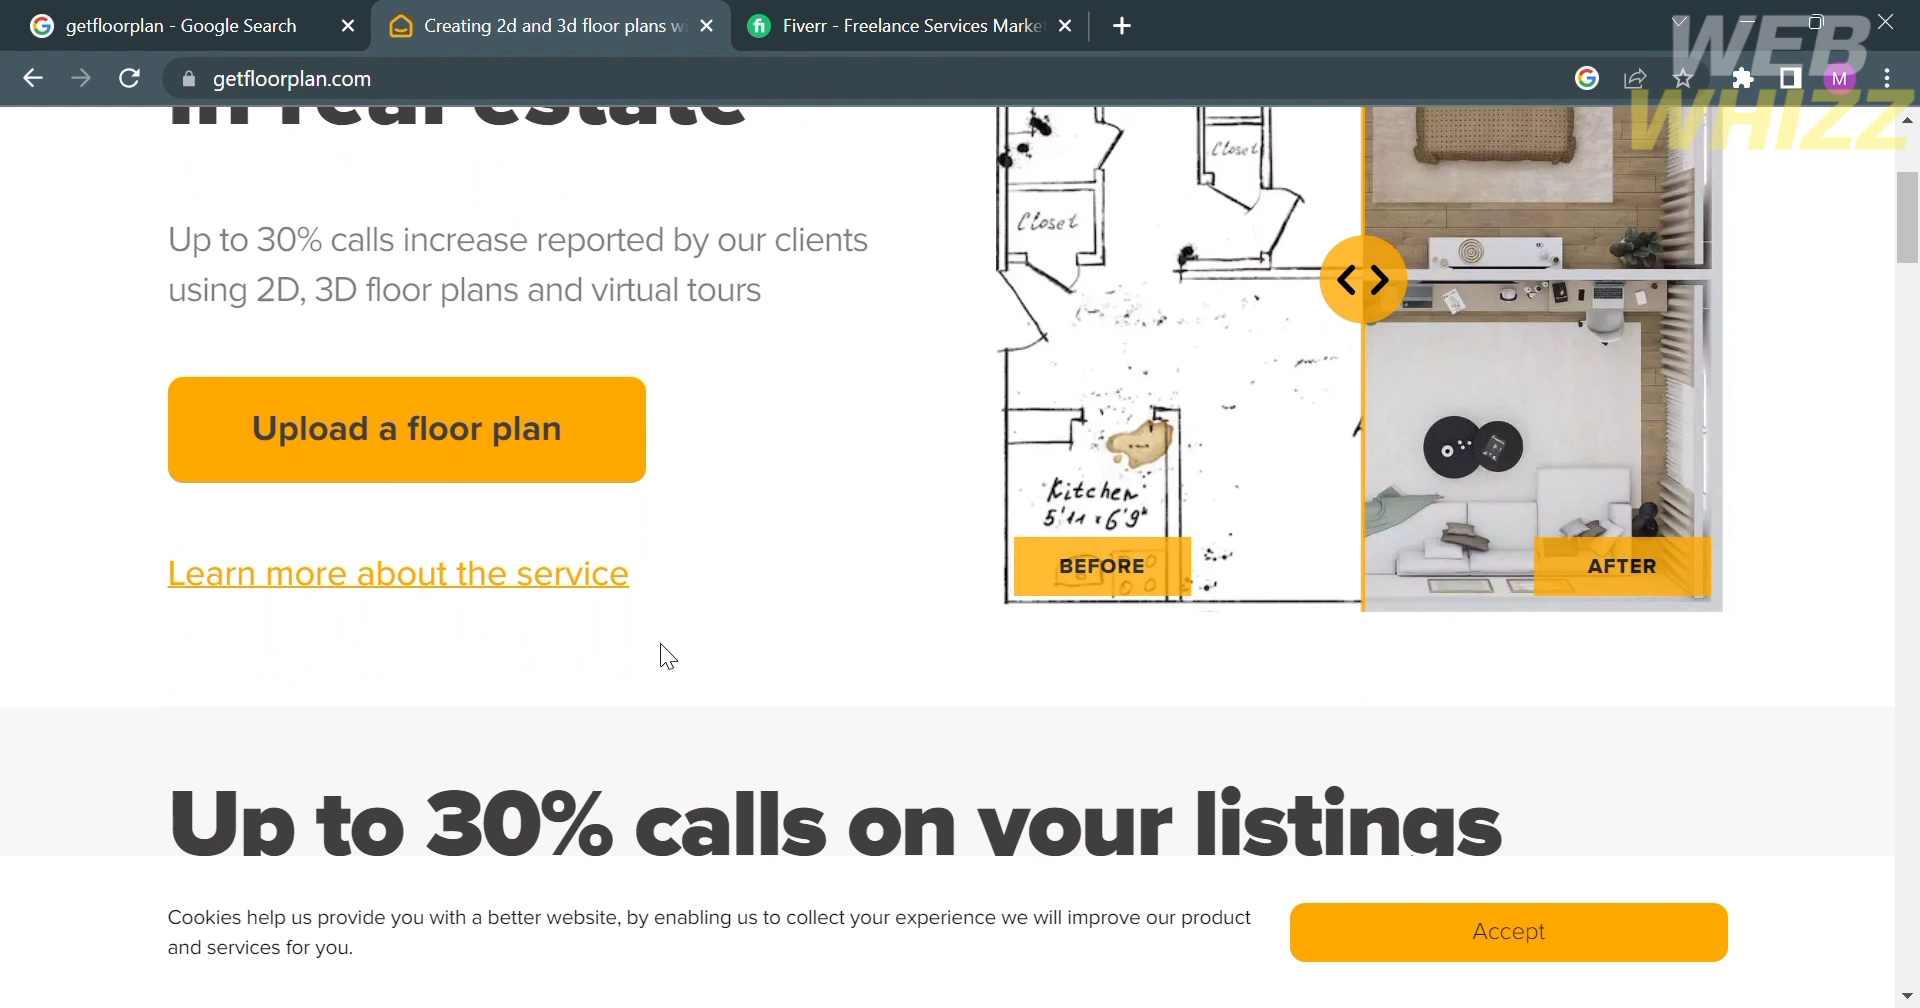 getfloorplan - Google Search
Creating 2d and 3d floor plans w
Fiverr - Freelance Services Marke
getfloorplan.com
M
WEB
WHIZZ
in real estate
Up to 30% calls increase reported by our clients
using 2D, 3D floor plans and virtual tours
Upload a floor plan
Learn more about the service
Closet
Closet
Kitchen
5'11 x 6'9"
BEFORE
AFTER
Up to 30% calls on your listings
Cookies help us provide you with a better website, by enabling us to collect your experience we will improve our product
and services for you.
Accept